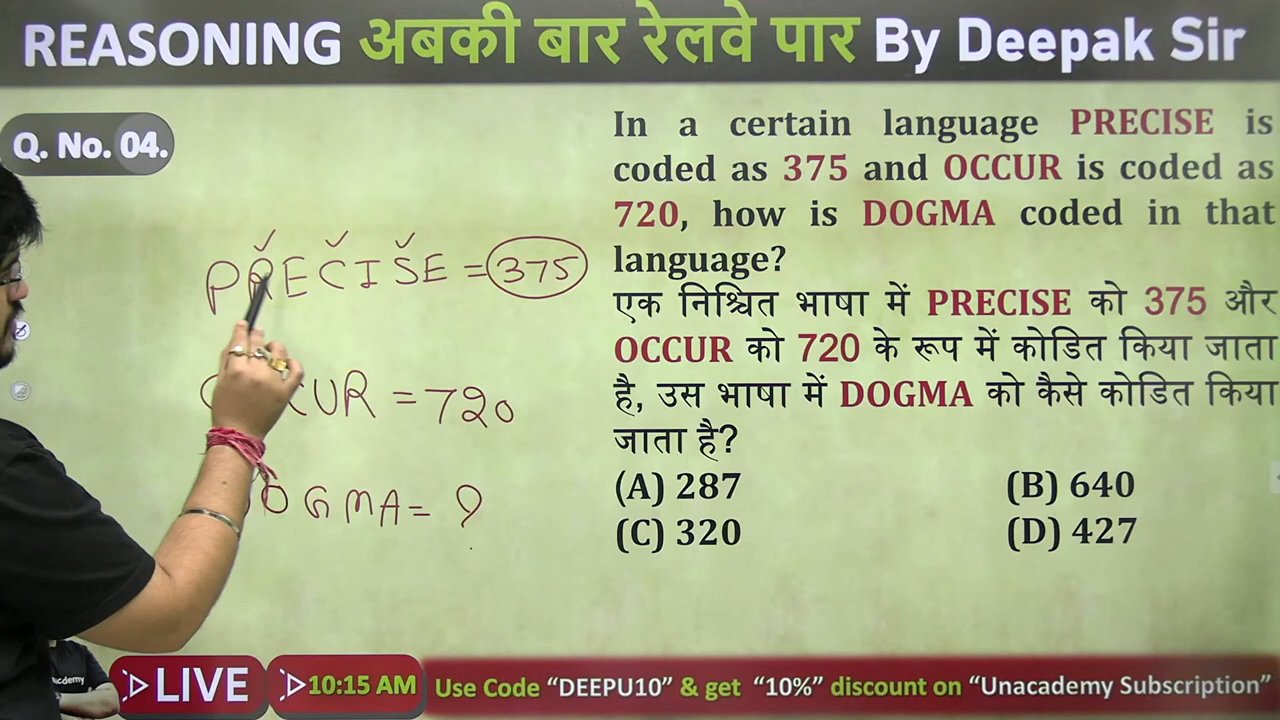 REASONING अबकी बार रेलवे पार By Deepak Sir
Q. No. 04.
In a certain language PRECISE is
coded as 375 and OCCUR is coded as
720, how is DOGMA coded in that
language?
एक निश्चित भाषा में PRECISE को 375 और
OCCUR को 720 के रूप में कोडित किया जाता
है, उस भाषा में DOGMA को कैसे कोडित किया
जाता है?
(A) 287 (B) 640
(C) 320 (D) 427
PRECISE = 375
CUR = 720
OGMA = ?
LIVE 10:15 AM Use Code “DEEPU10” & get “10%” discount on “Unacademy Subscription”